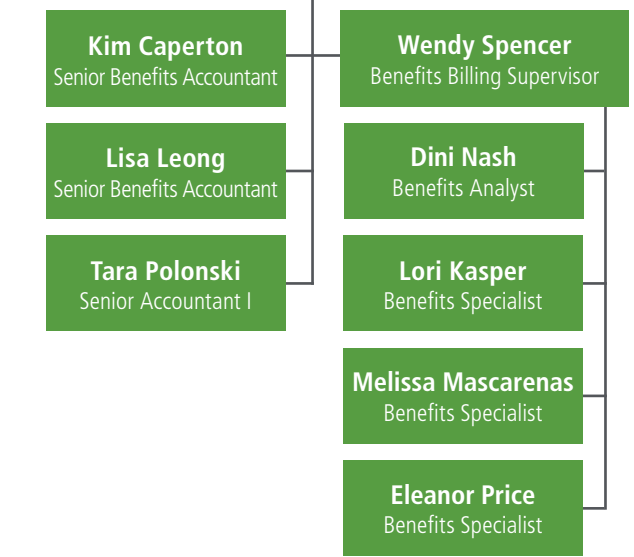 Kim Caperton
Senior Benefits Accountant
Wendy Spencer
Benefits Billing Supervisor
Lisa Leong
Senior Benefits Accountant
Dini Nash
Benefits Analyst
Tara Polonski
Senior Accountant I
Lori Kasper
Benefits Specialist
Melissa Mascarenas
Benefits Specialist
Eleanor Price
Benefits Specialist